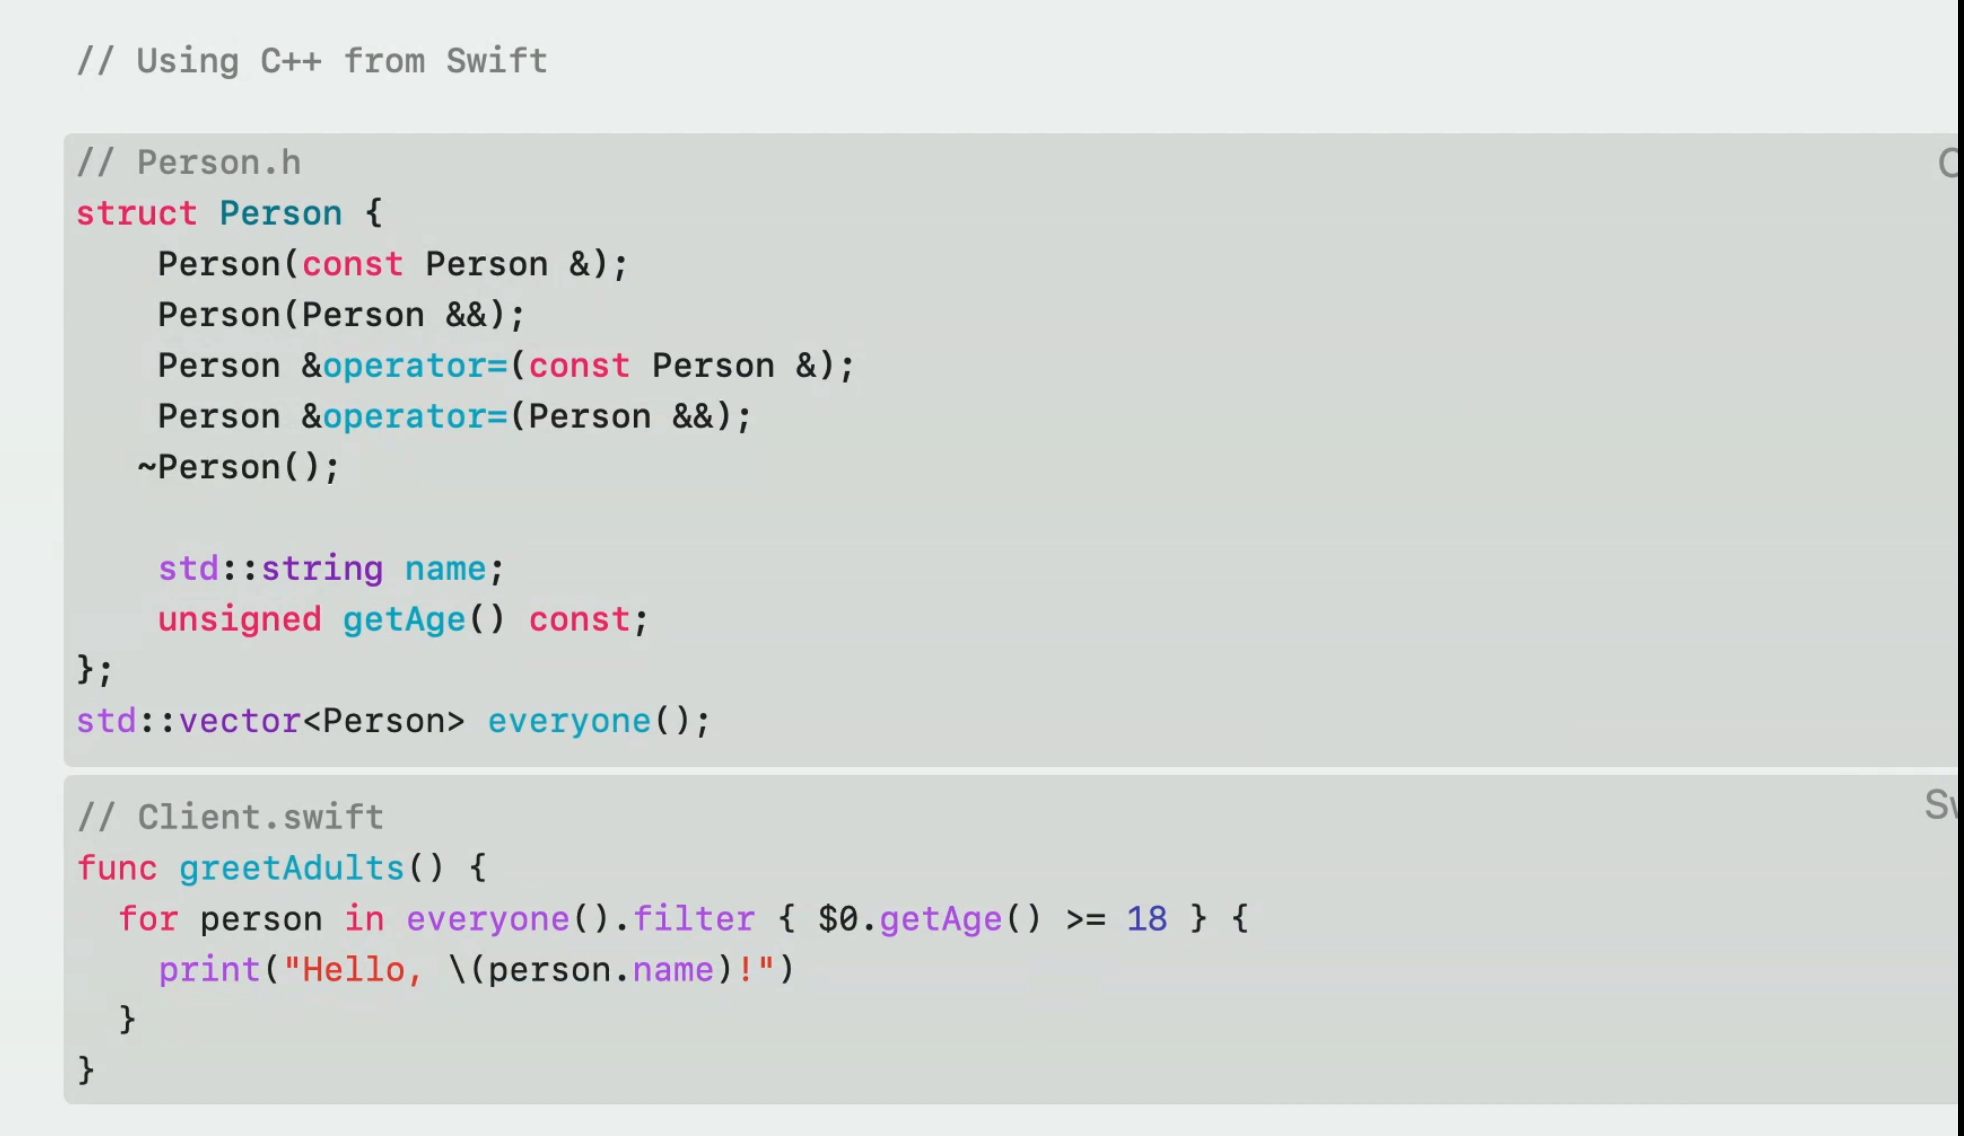 // Using C++ from Swift
// Person.h
struct Person {
    Person(const Person &);
    Person(Person &&);
    Person &operator=(const Person &);
    Person &operator=(Person &&);
   ~Person();

    std::string name;
    unsigned getAge() const;
};
std::vector<Person> everyone();
// Client.swift
func greetAdults() {
  for person in everyone().filter { $0.getAge() >= 18 } {
    print("Hello, \(person.name)!")
  }
}